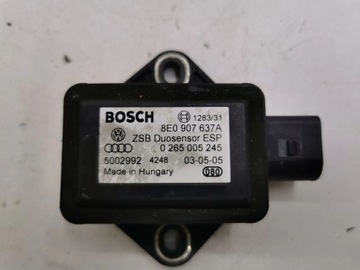 BOSCH 1283/31
8E0 907 637A
ZSB Duosensor ESP
0 265 005 245
5002992 4248 03-05-05
Made in Hungary 080